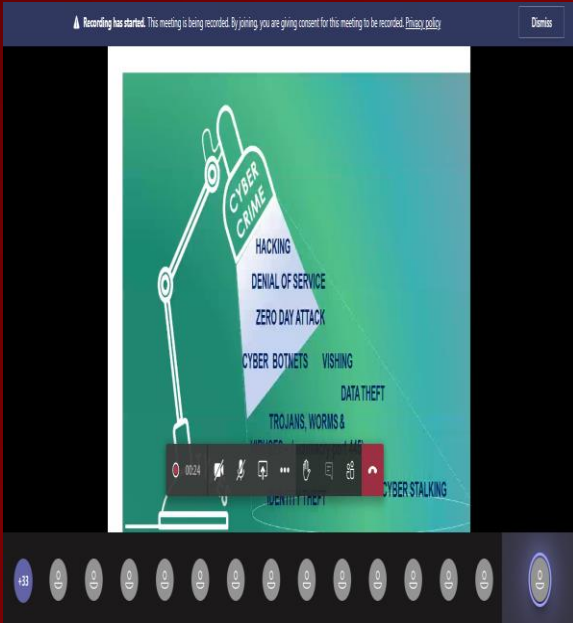 Recording has started. This meeting is being recorded. By joining, you are giving consent for this meeting to be recorded. Privacy policy
Dismiss
CYBER
CRIME
HACKING
DENIAL OF SERVICE
ZERO DAY ATTACK
CYBER BOTNETS VISHING
DATA THEFT
TROJANS, WORMS &
00:24
IDENTITY THEFT
CYBER STALKING
+33